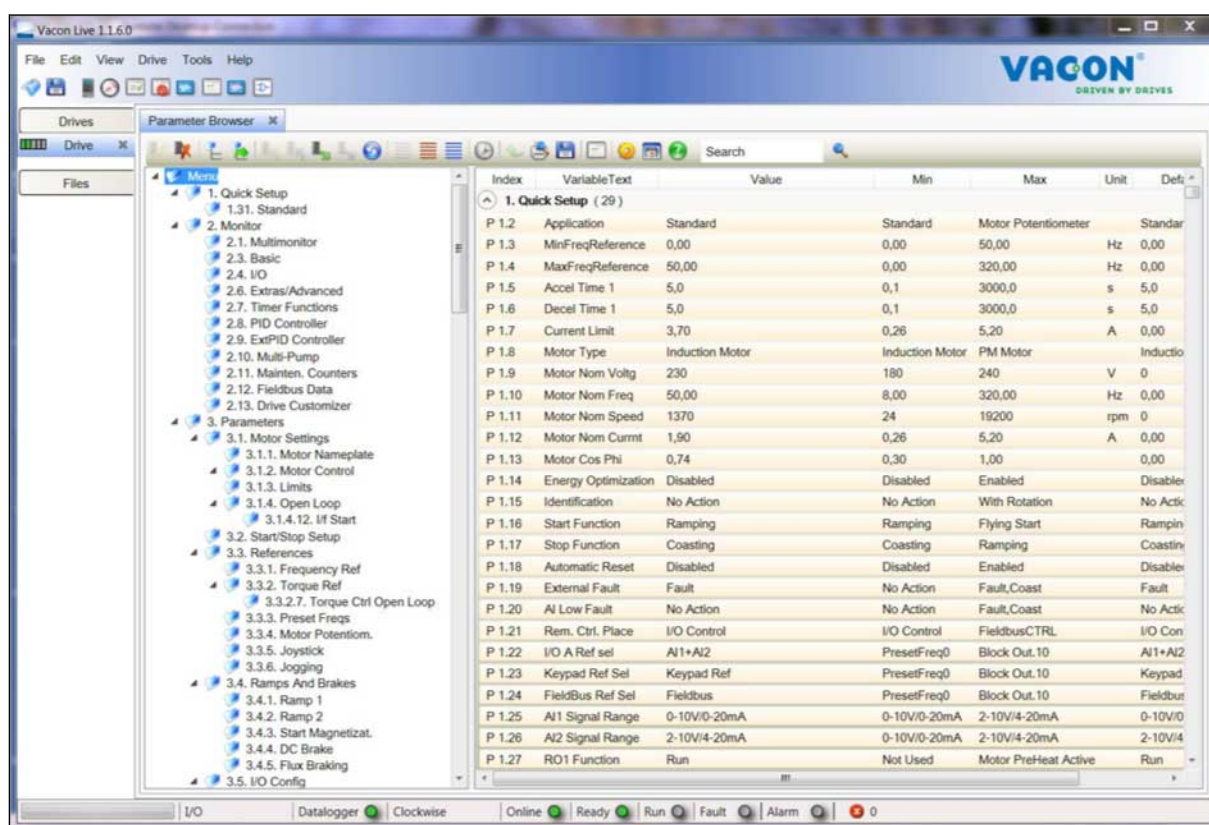 Vacon Live 1.1.6.0
File Edit View Drive Tools Help
VACON®
DRIVEN BY DRIVES
Drives
Drive
Files
Parameter Browser
Search
Menu
1. Quick Setup
1.31. Standard
2. Monitor
2.1. Multimonitor
2.3. Basic
2.4. I/O
2.6. Extras/Advanced
2.7. Timer Functions
2.8. PID Controller
2.9. ExtPID Controller
2.10. Multi-Pump
2.11. Mainten. Counters
2.12. Fieldbus Data
2.13. Drive Customizer
3. Parameters
3.1. Motor Settings
3.1.1. Motor Nameplate
3.1.2. Motor Control
3.1.3. Limits
3.1.4. Open Loop
3.1.4.12. I/f Start
3.2. Start/Stop Setup
3.3. References
3.3.1. Frequency Ref
3.3.2. Torque Ref
3.3.2.7. Torque Ctrl Open Loop
3.3.3. Preset Freqs
3.3.4. Motor Potentiom.
3.3.5. Joystick
3.3.6. Jogging
3.4. Ramps And Brakes
3.4.1. Ramp 1
3.4.2. Ramp 2
3.4.3. Start Magnetizat.
3.4.4. DC Brake
3.4.5. Flux Braking
3.5. I/O Config
Index VariableText Value Min Max Unit Defa
1. Quick Setup (29)
P 1.2 Application Standard Standard Motor Potentiometer Standar
P 1.3 MinFreqReference 0,00 0,00 50,00 Hz 0,00
P 1.4 MaxFreqReference 50,00 0,00 320,00 Hz 0,00
P 1.5 Accel Time 1 5,0 0,1 3000,0 s 5,0
P 1.6 Decel Time 1 5,0 0,1 3000,0 s 5,0
P 1.7 Current Limit 3,70 0,26 5,20 A 0,00
P 1.8 Motor Type Induction Motor Induction Motor PM Motor Inductio
P 1.9 Motor Nom Voltg 230 180 240 V 0
P 1.10 Motor Nom Freq 50,00 8,00 320,00 Hz 0,00
P 1.11 Motor Nom Speed 1370 24 19200 rpm 0
P 1.12 Motor Nom Currnt 1,90 0,26 5,20 A 0,00
P 1.13 Motor Cos Phi 0,74 0,30 1,00 0,00
P 1.14 Energy Optimization Disabled Disabled Enabled Disable
P 1.15 Identification No Action No Action With Rotation No Actic
P 1.16 Start Function Ramping Ramping Flying Start Rampin
P 1.17 Stop Function Coasting Coasting Ramping Coastin
P 1.18 Automatic Reset Disabled Disabled Enabled Disable
P 1.19 External Fault Fault No Action Fault,Coast Fault
P 1.20 AI Low Fault No Action No Action Fault,Coast No Actic
P 1.21 Rem. Ctrl. Place I/O Control I/O Control FieldbusCTRL I/O Con
P 1.22 I/O A Ref sel AI1+AI2 PresetFreq0 Block Out.10 AI1+AI2
P 1.23 Keypad Ref Sel Keypad Ref PresetFreq0 Block Out.10 Keypad
P 1.24 FieldBus Ref Sel Fieldbus PresetFreq0 Block Out.10 Fieldbus
P 1.25 AI1 Signal Range 0-10V/0-20mA 0-10V/0-20mA 2-10V/4-20mA 0-10V/0
P 1.26 AI2 Signal Range 2-10V/4-20mA 0-10V/0-20mA 2-10V/4-20mA 2-10V/4
P 1.27 RO1 Function Run Not Used Motor PreHeat Active Run
I/O Datalogger Clockwise Online Ready Run Fault Alarm 0